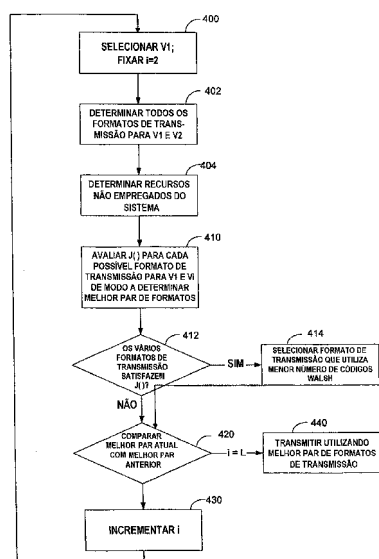 400
SELECIONAR V1;
FIXAR i=2
402
DETERMINAR TODOS OS
FORMATOS DE TRANS-
MISSÃO PARA V1 E V2
404
DETERMINAR RECURSOS
NÃO EMPREGADOS DO
SISTEMA
410
AVALIAR J( ) PARA CADA
POSSÍVEL FORMATO DE
TRANSMISSÃO PARA V1 E Vi
DE MODO A DETERMINAR
MELHOR PAR DE FORMATOS
412
OS VÁRIOS
FORMATOS DE
TRANSMISSÃO
SATISFAZEM
J( )?
SIM
414
SELECIONAR FORMATO DE
TRANSMISSÃO QUE UTILIZA
MENOR NÚMERO DE CÓDIGOS
WALSH
NÃO
420
COMPARAR
MELHOR PAR ATUAL
COM MELHOR PAR
ANTERIOR
i = L
440
TRANSMITIR UTILIZANDO
MELHOR PAR DE FORMATOS
DE TRANSMISSÃO
430
INCREMENTAR i